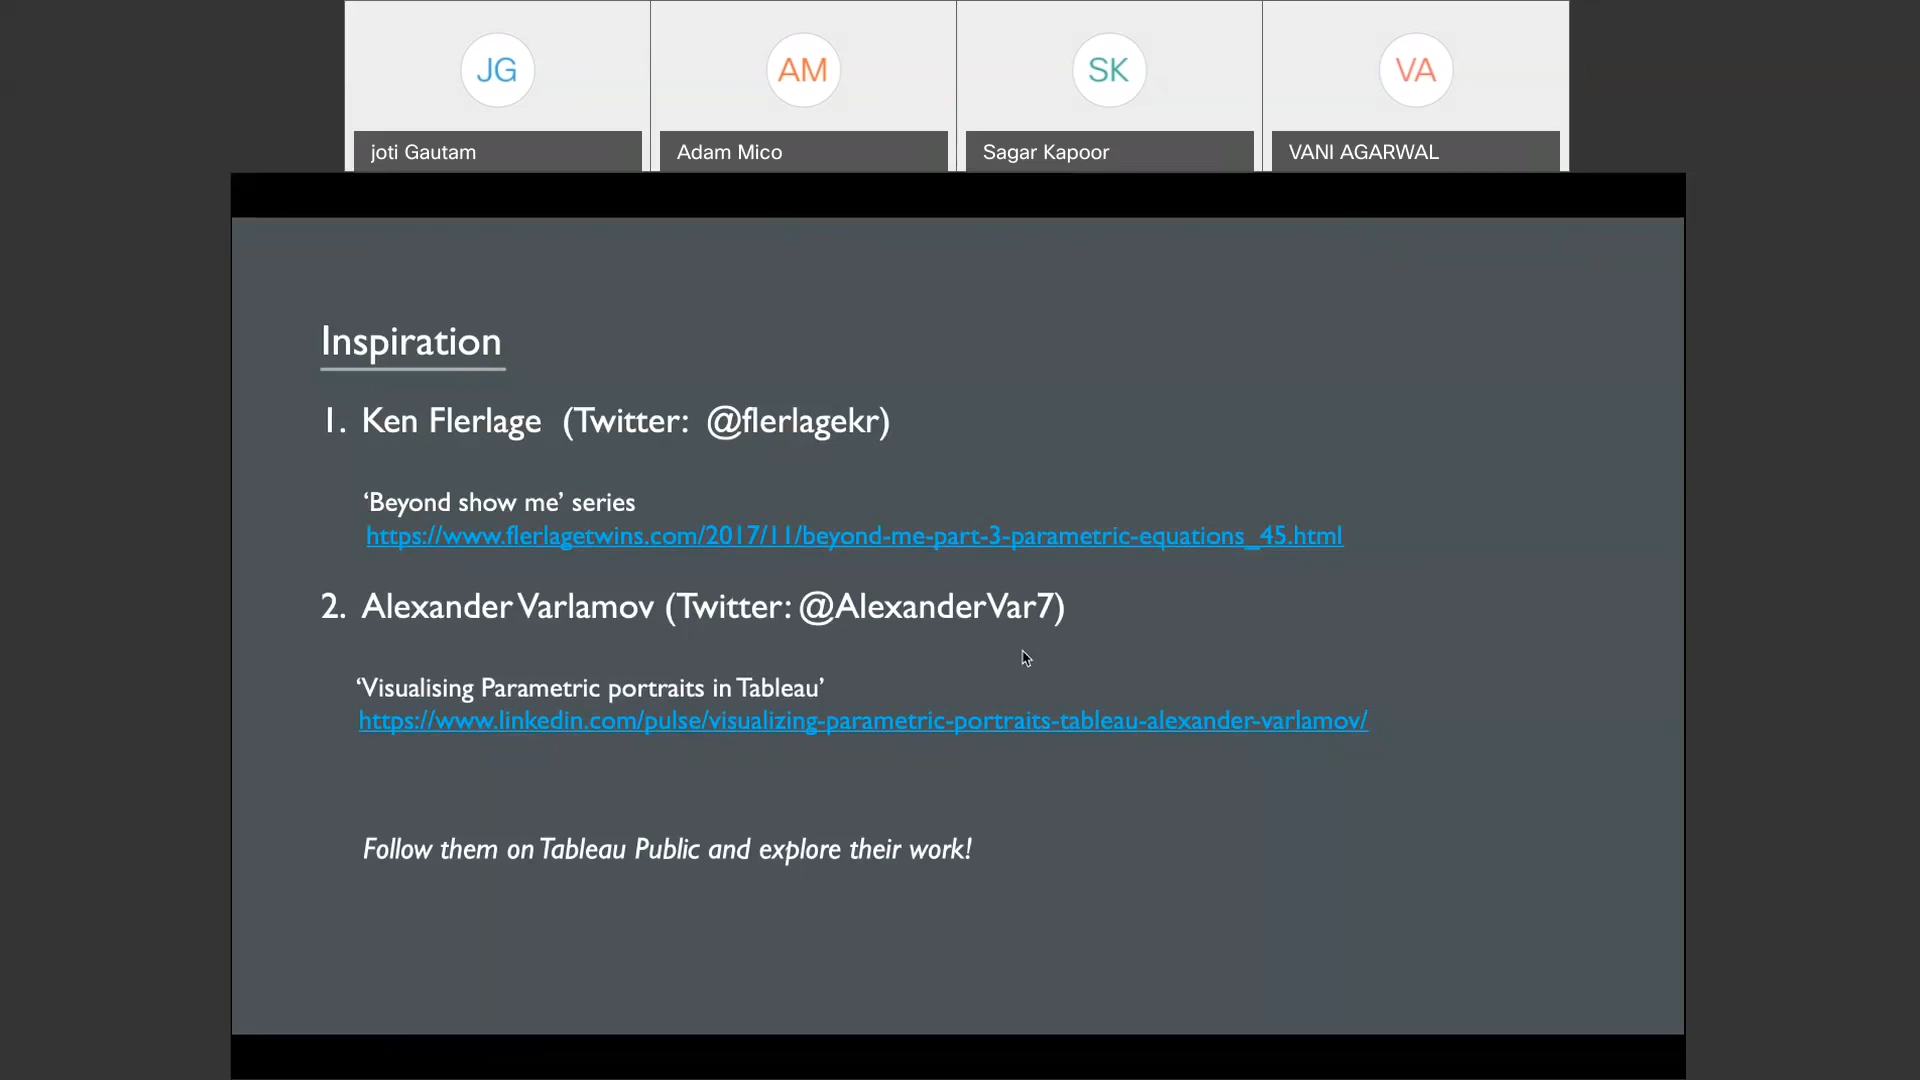 JG
AM
SK
VA
joti Gautam
Adam Mico
Sagar Kapoor
VANI AGARWAL
Inspiration
1. Ken Flerlage (Twitter: @flerlagekr)
‘Beyond show me’ series
https://www.flerlagetwins.com/2017/11/beyond-me-part-3-parametric-equations_45.html
2. Alexander Varlamov (Twitter: @AlexanderVar7)
‘Visualising Parametric portraits in Tableau’
https://www.linkedin.com/pulse/visualizing-parametric-portraits-tableau-alexander-varlamov/
Follow them on Tableau Public and explore their work!